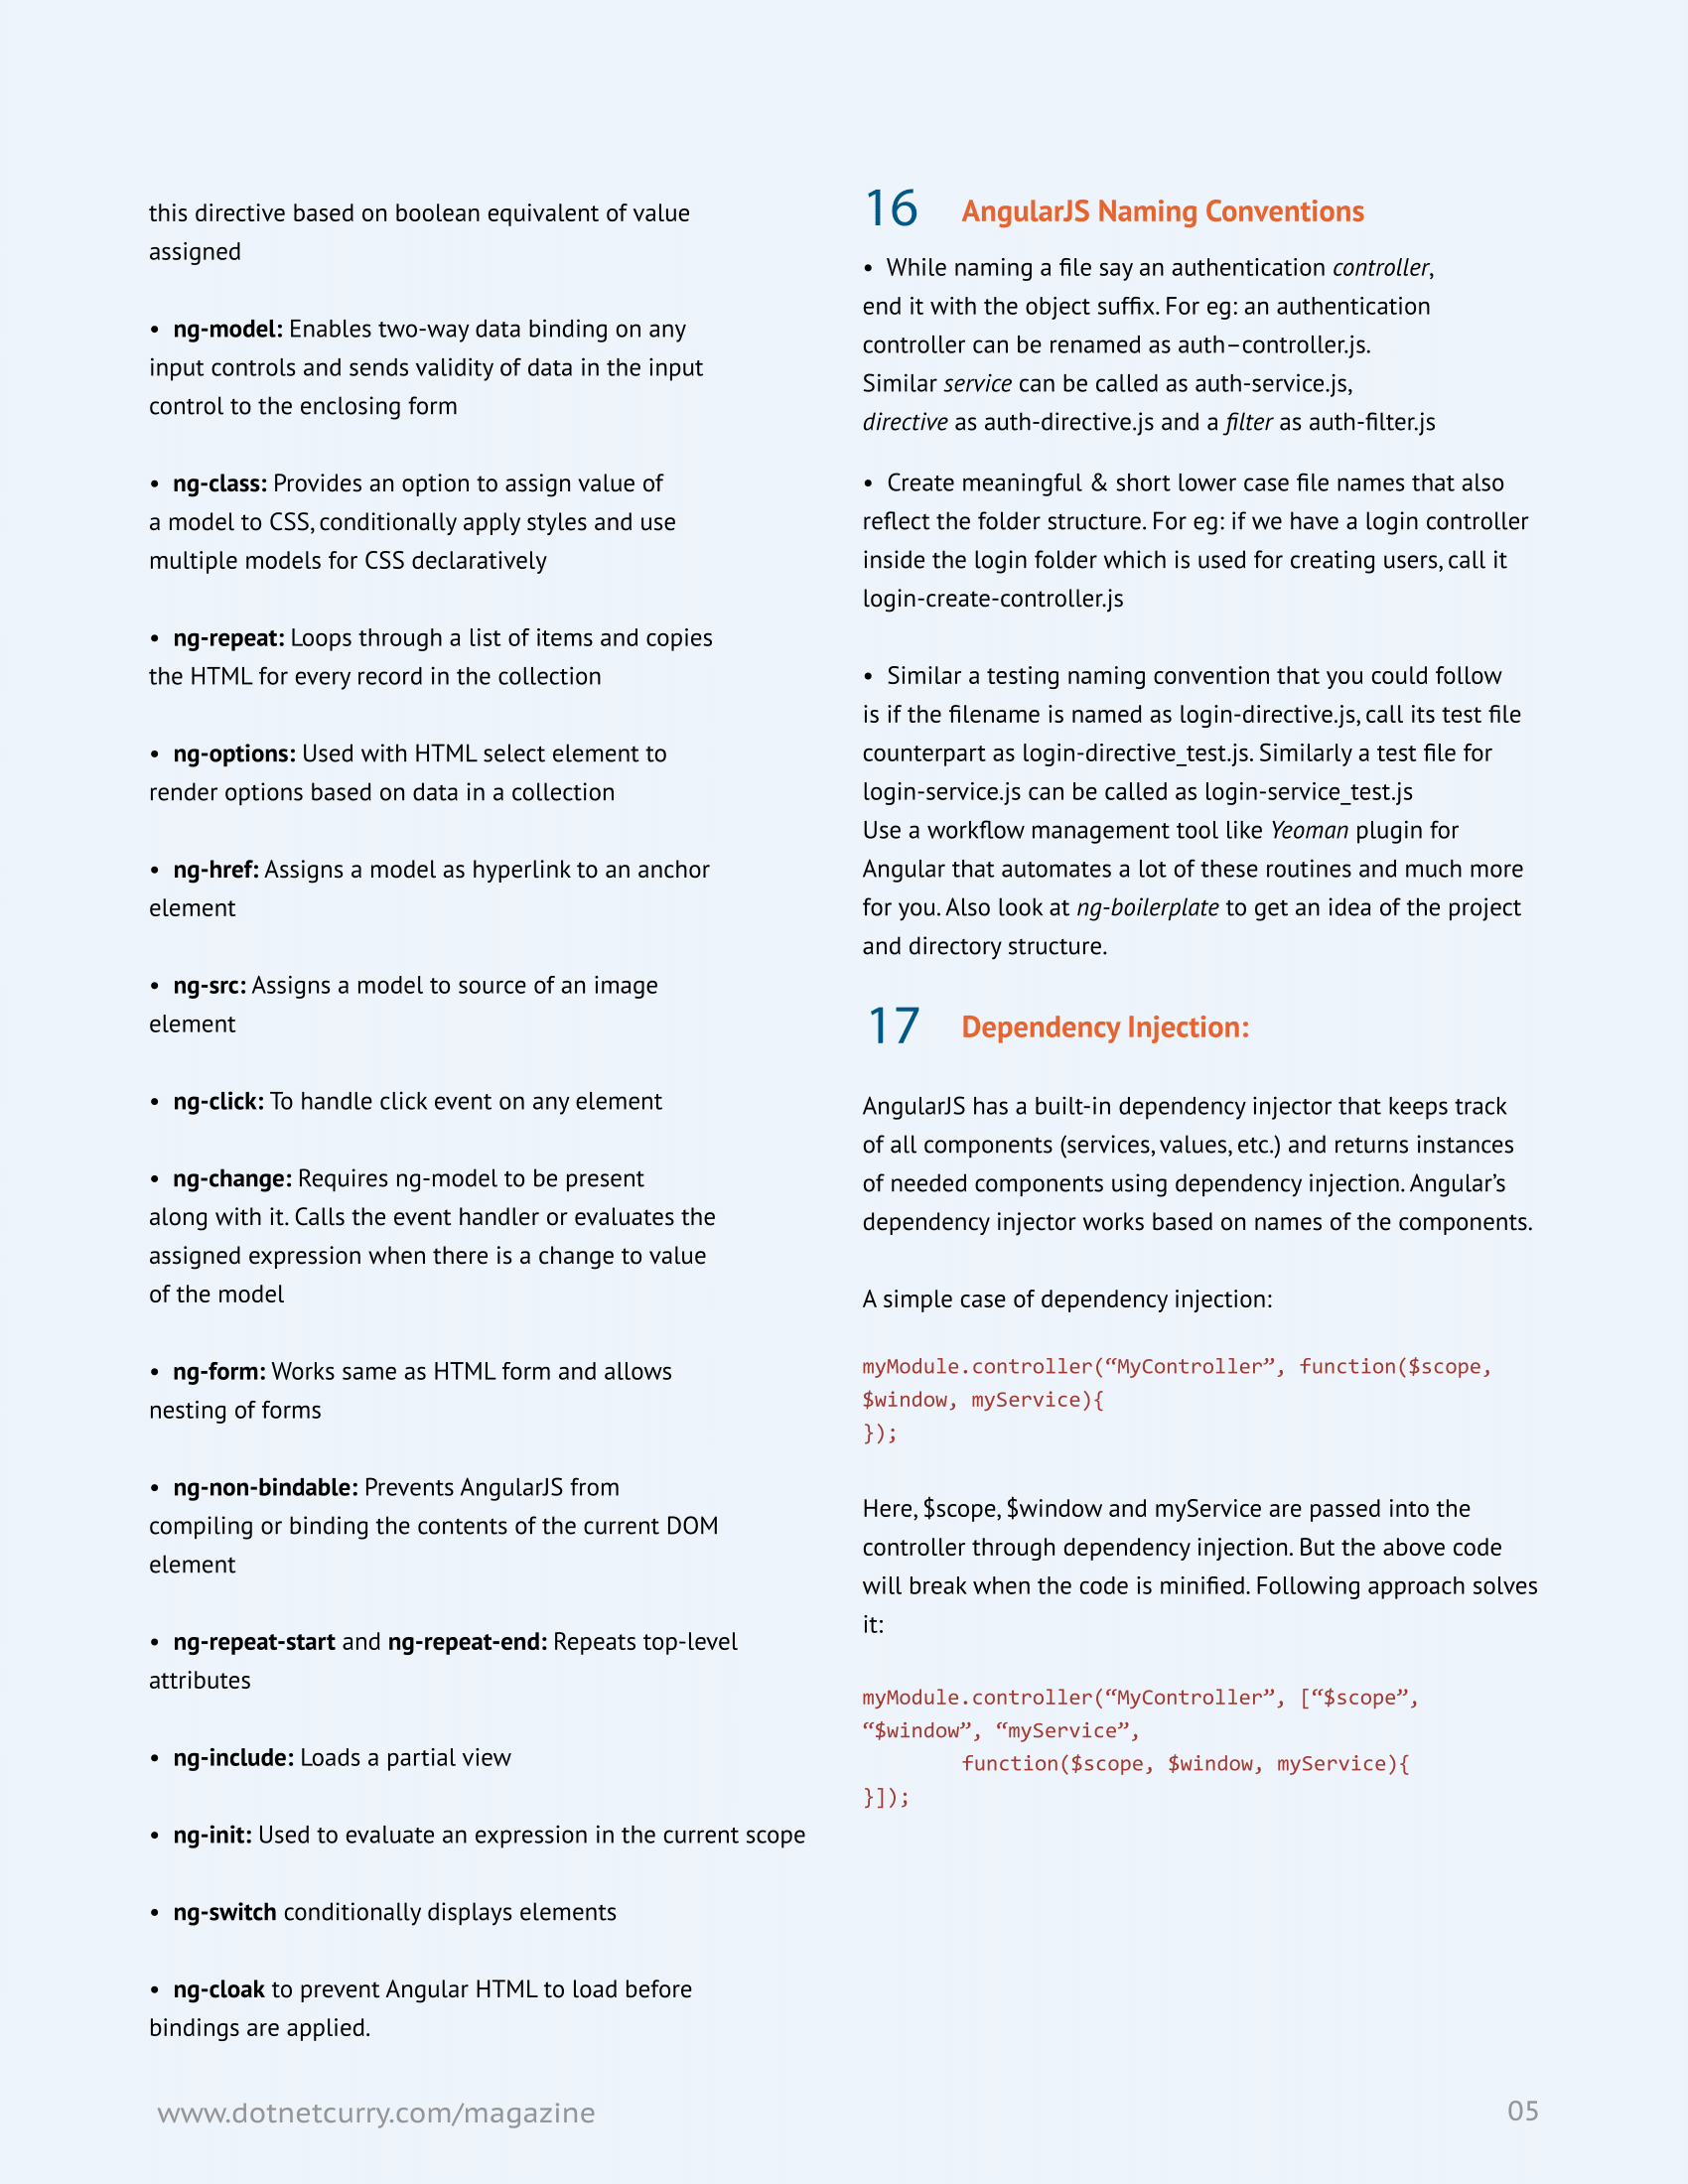 this directive based on boolean equivalent of value
assigned
• ng-model: Enables two-way data binding on any
input controls and sends validity of data in the input
control to the enclosing form
• ng-class: Provides an option to assign value of
a model to CSS, conditionally apply styles and use
multiple models for CSS declaratively
• ng-repeat: Loops through a list of items and copies
the HTML for every record in the collection
• ng-options: Used with HTML select element to
render options based on data in a collection
• ng-href: Assigns a model as hyperlink to an anchor
element
• ng-src: Assigns a model to source of an image
element
• ng-click: To handle click event on any element
• ng-change: Requires ng-model to be present
along with it. Calls the event handler or evaluates the
assigned expression when there is a change to value
of the model
• ng-form: Works same as HTML form and allows
nesting of forms
• ng-non-bindable: Prevents AngularJS from
compiling or binding the contents of the current DOM
element
• ng-repeat-start and ng-repeat-end: Repeats top-level
attributes
• ng-include: Loads a partial view
• ng-init: Used to evaluate an expression in the current scope
• ng-switch conditionally displays elements
• ng-cloak to prevent Angular HTML to load before
bindings are applied.
16 AngularJS Naming Conventions
• While naming a file say an authentication controller,
end it with the object suffix. For eg: an authentication
controller can be renamed as auth–controller.js.
Similar service can be called as auth-service.js,
directive as auth-directive.js and a filter as auth-filter.js
• Create meaningful & short lower case file names that also
reflect the folder structure. For eg: if we have a login controller
inside the login folder which is used for creating users, call it
login-create-controller.js
• Similar a testing naming convention that you could follow
is if the filename is named as login-directive.js, call its test file
counterpart as login-directive_test.js. Similarly a test file for
login-service.js can be called as login-service_test.js
Use a workflow management tool like Yeoman plugin for
Angular that automates a lot of these routines and much more
for you. Also look at ng-boilerplate to get an idea of the project
and directory structure.
17 Dependency Injection:
AngularJS has a built-in dependency injector that keeps track
of all components (services, values, etc.) and returns instances
of needed components using dependency injection. Angular’s
dependency injector works based on names of the components.
A simple case of dependency injection:
myModule.controller(“MyController”, function($scope,
$window, myService){
});
Here, $scope, $window and myService are passed into the
controller through dependency injection. But the above code
will break when the code is minified. Following approach solves
it:
myModule.controller(“MyController”, [“$scope”,
“$window”, “myService”,
function($scope, $window, myService){
}]);
www.dotnetcurry.com/magazine
05